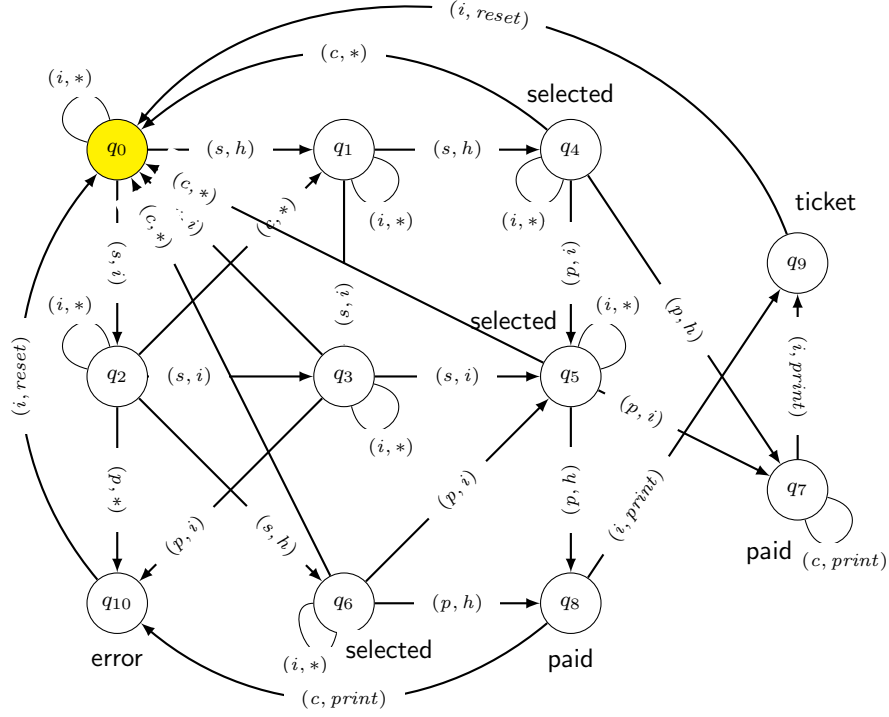 (i, reset)
(c, *)
(i, *)
selected
q0
(s, h)
q1
(s, h)
q4
(c, *)
(i, *)
(i, *)
ticket
(c, *)
(c, *)
q9
(s, i)
(p, i)
(i, *)
(s, i)
(i, *)
(p, h)
selected
q2
(s, i)
q3
(s, i)
q5
(i, reset)
(i, print)
(p, i)
(i, *)
(p, *)
(p, i)
(s, h)
(p, i)
(p, h)
(i, print)
q7
paid
(c, print)
q10
q6
(p, h)
q8
error
(i, *)
selected
paid
(c, print)